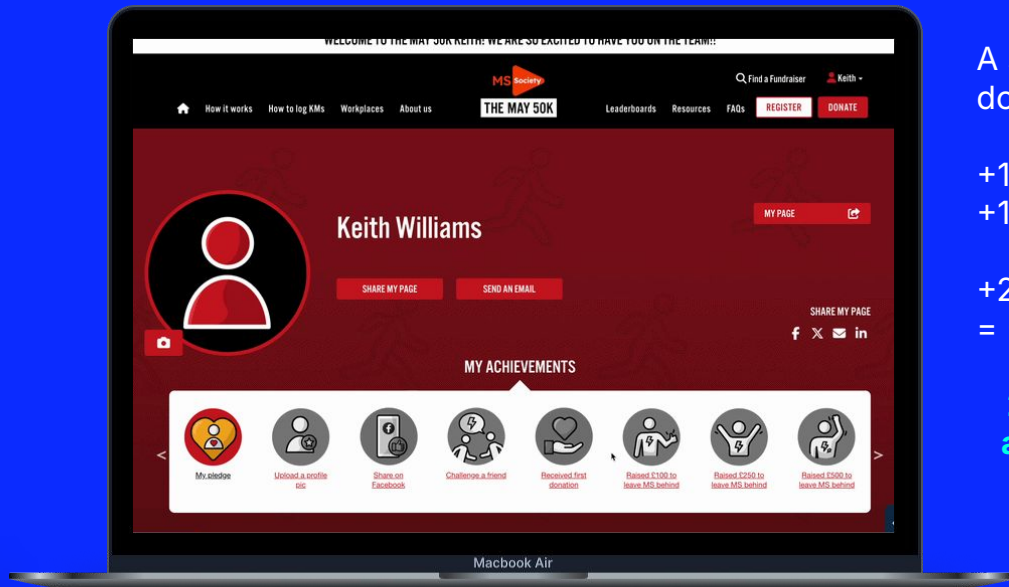 WELCOME TO THE MAY 50K KEITH! WE ARE SO EXCITED TO HAVE YOU ON THE TEAM!!
MS Society
Find a Fundraiser
Keith
How it works
How to log KMs
Workplaces
About us
THE MAY 50K
Leaderboards
Resources
FAQs
REGISTER
DONATE
Keith Williams
MY PAGE
SHARE MY PAGE
SEND AN EMAIL
SHARE MY PAGE
MY ACHIEVEMENTS
<
My pledge
Upload a profile
pic
Share on
Facebook
Challenge a friend
Received first
donation
Raised £100 to
leave MS behind
Raised £250 to
leave MS behind
Raised £500 to
leave MS behind
>
Macbook Air
A
do
+1
+1
+2
=